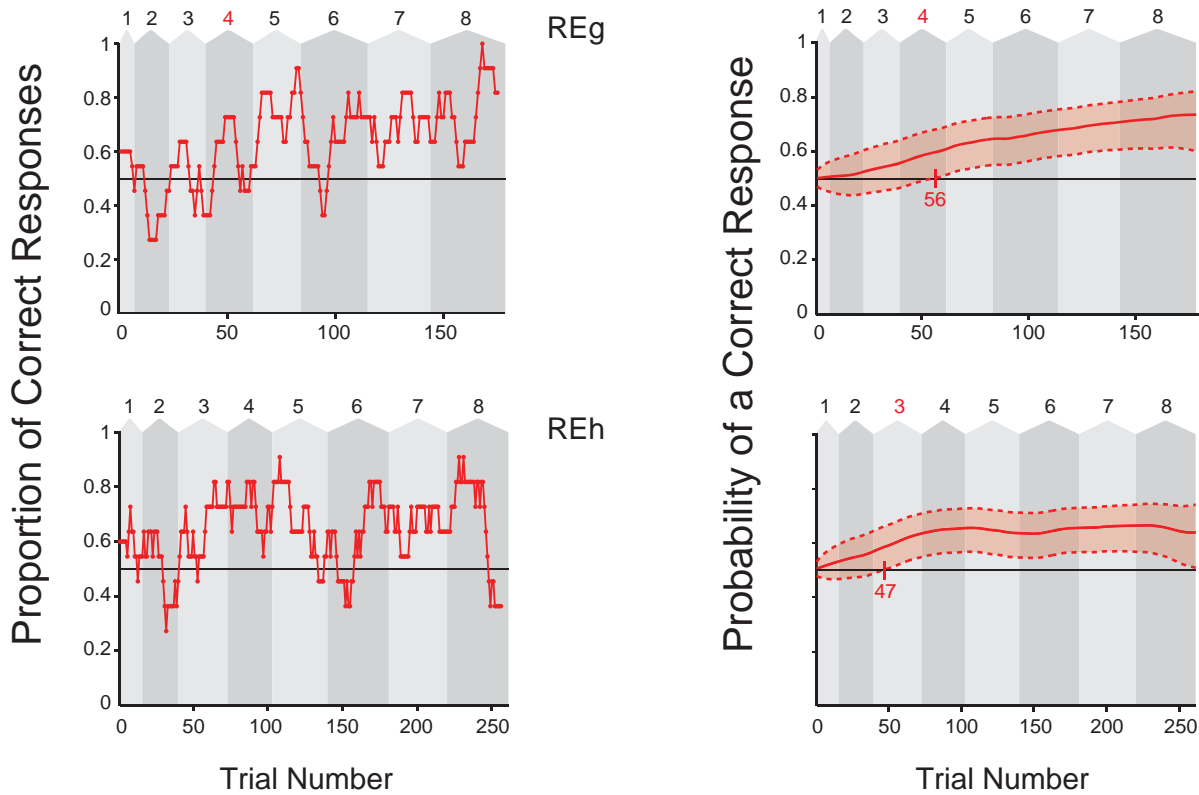 1 2 3 4 5 6 7 8
REg
1 2 3 4 5 6 7 8
Proportion of Correct Responses
1
0.8
0.6
0.4
0.2
0
0 50 100 150
Probability of a Correct Response
1
0.8
0.6
0.4
0.2
0
56
0 50 100 150
1 2 3 4 5 6 7 8
REh
1 2 3 4 5 6 7 8
1
0.8
0.6
0.4
0.2
0
0 50 100 150 200 250
47
0 50 100 150 200 250
Trial Number
Trial Number